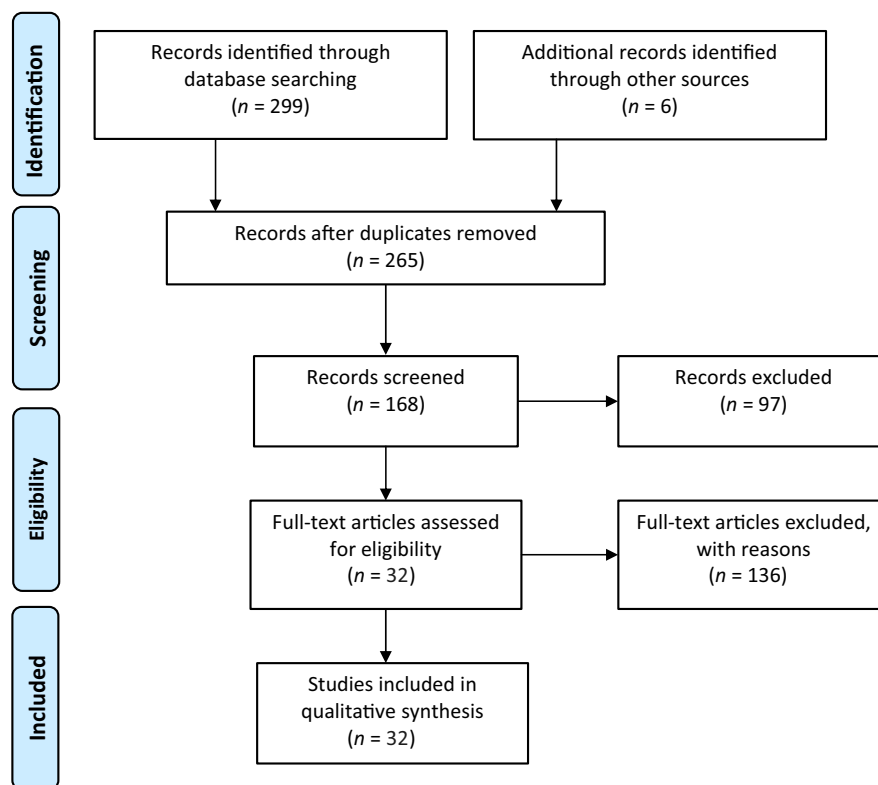 Identification
Records identified through
database searching
(n = 299)
Additional records identified
through other sources
(n = 6)
Screening
Records after duplicates removed
(n = 265)
Records screened
(n = 168)
Records excluded
(n = 97)
Eligibility
Full-text articles assessed
for eligibility
(n = 32)
Full-text articles excluded,
with reasons
(n = 136)
Included
Studies included in
qualitative synthesis
(n = 32)